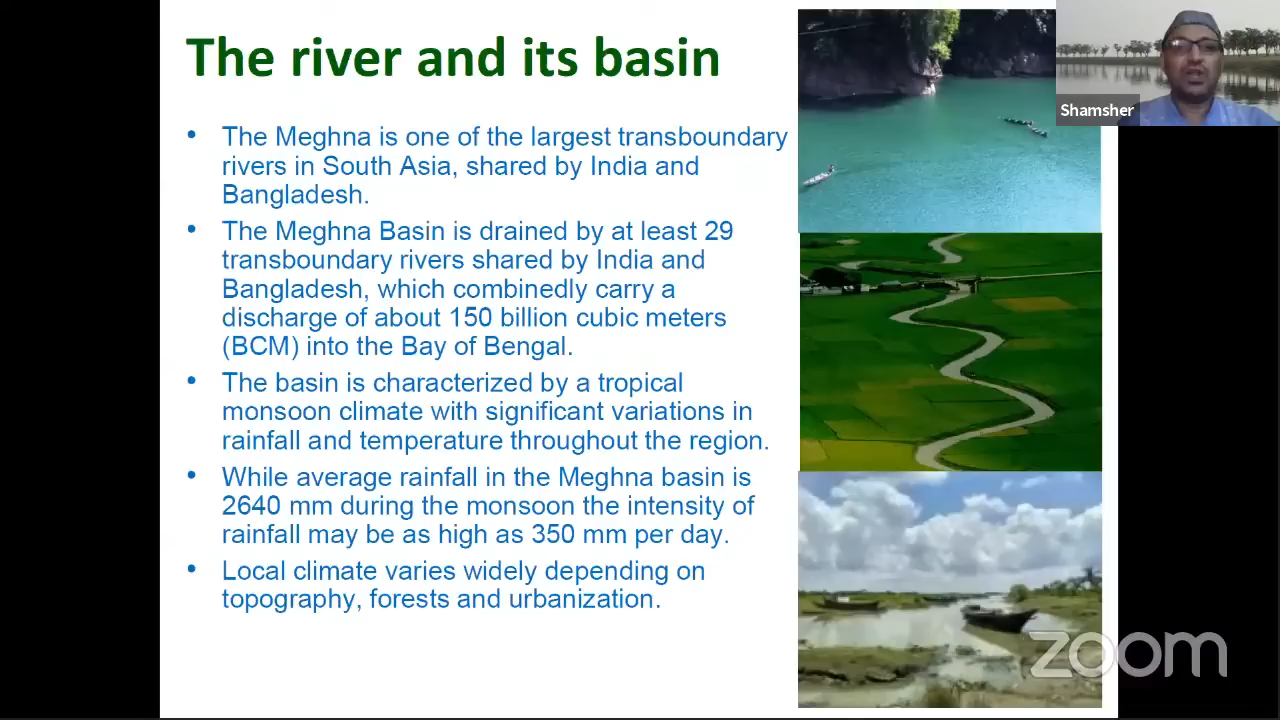 The river and its basin
Shamsher
• The Meghna is one of the largest transboundary
rivers in South Asia, shared by India and
Bangladesh.
• The Meghna Basin is drained by at least 29
transboundary rivers shared by India and
Bangladesh, which combinedly carry a
discharge of about 150 billion cubic meters
(BCM) into the Bay of Bengal.
• The basin is characterized by a tropical
monsoon climate with significant variations in
rainfall and temperature throughout the region.
• While average rainfall in the Meghna basin is
2640 mm during the monsoon the intensity of
rainfall may be as high as 350 mm per day.
• Local climate varies widely depending on
topography, forests and urbanization.
zoom